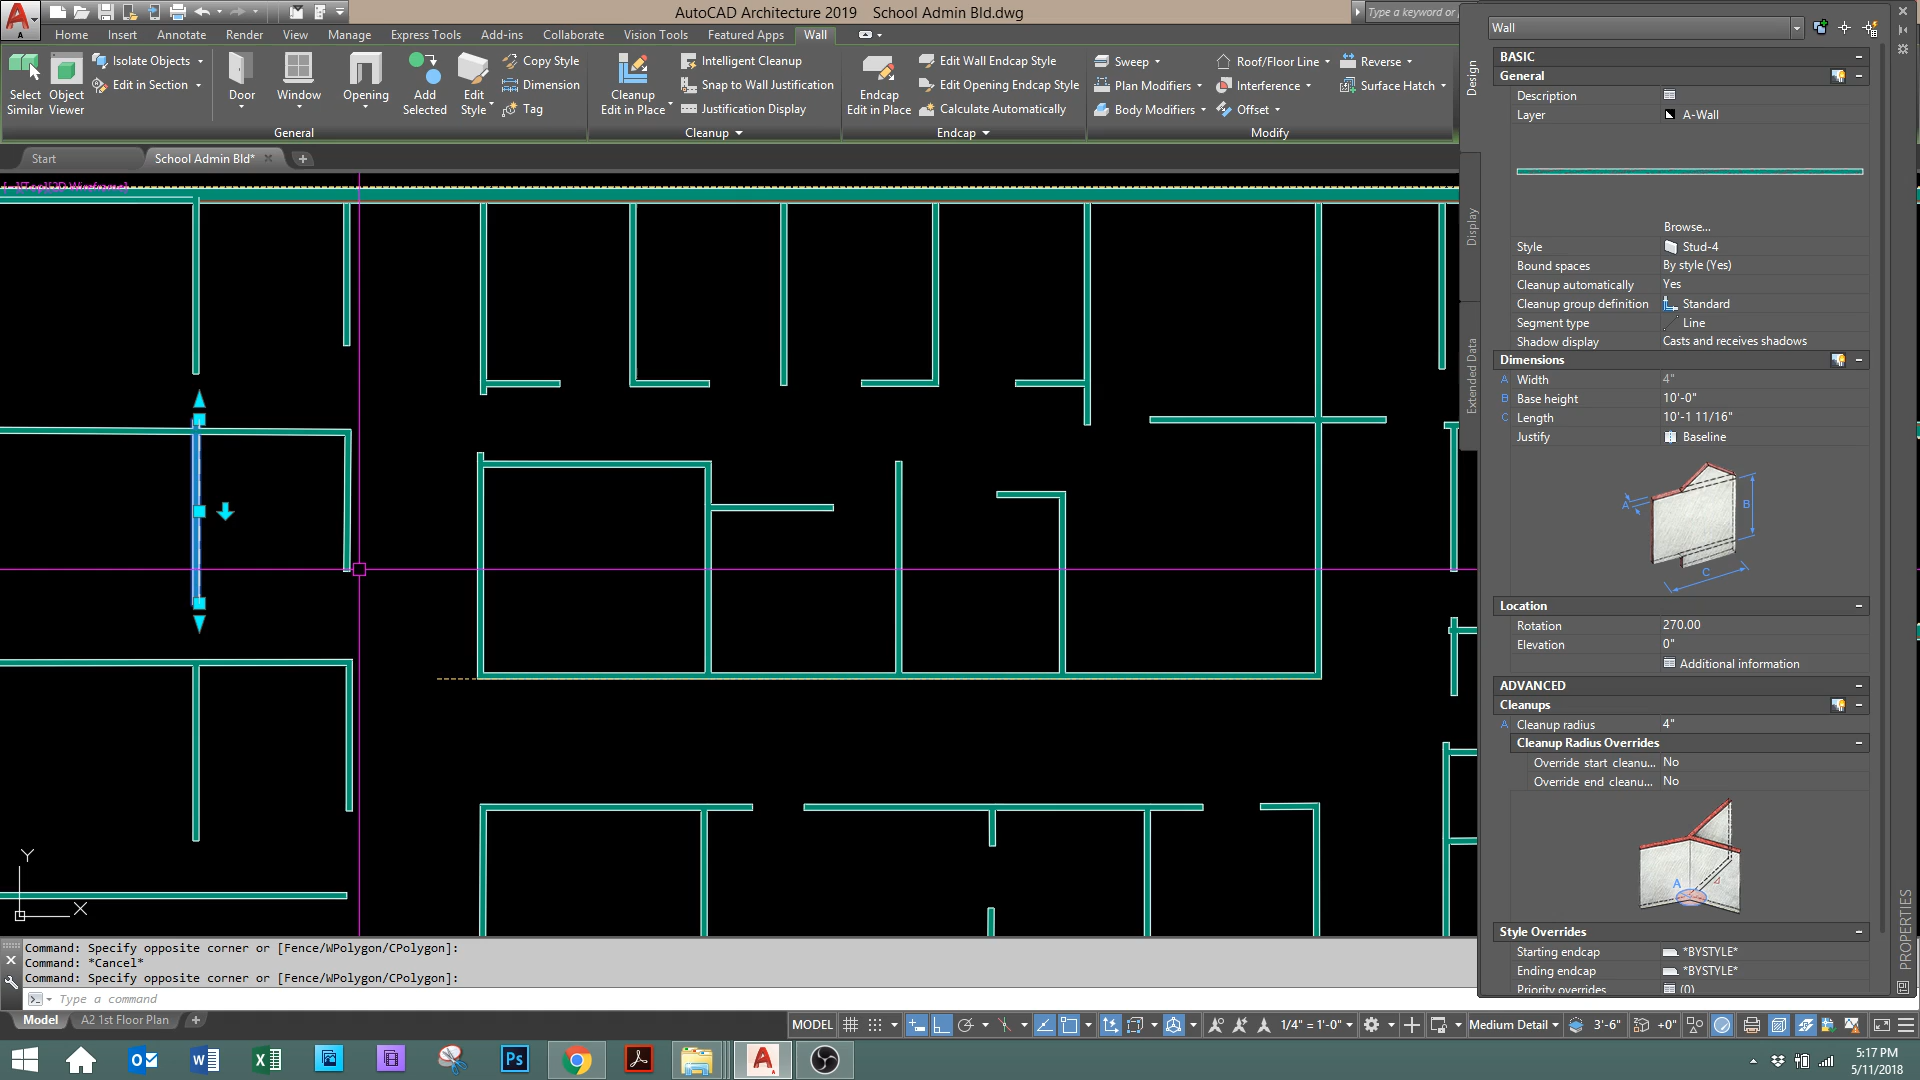 AutoCAD Architecture 2019 School Admin Bld.dwg
Type a keyword or
Home Insert Annotate Render View Manage Express Tools Add-ins Collaborate Vision Tools Featured Apps Wall
Select Similar
Object Viewer
Isolate Objects
Edit in Section
Door
Window
Opening
Add Selected
Edit Style
Copy Style
Dimension
Tag
General
Cleanup Edit in Place
Intelligent Cleanup
Snap to Wall Justification
Justification Display
Cleanup
Endcap Edit in Place
Edit Wall Endcap Style
Edit Opening Endcap Style
Calculate Automatically
Endcap
Sweep
Plan Modifiers
Body Modifiers
Roof/Floor Line
Interference
Offset
Reverse
Surface Hatch
Modify
Start
School Admin Bld*
[-][Top][2D Wireframe]
Y
X
Wall
Design
Display
Extended Data
PROPERTIES
BASIC
General
Description
Layer A-Wall
Browse...
Style Stud-4
Bound spaces By style (Yes)
Cleanup automatically Yes
Cleanup group definition Standard
Segment type Line
Shadow display Casts and receives shadows
Dimensions
A Width 4"
B Base height 10'-0"
C Length 10'-1 11/16"
Justify Baseline
A
B
C
Location
Rotation 270.00
Elevation 0"
Additional information
ADVANCED
Cleanups
A Cleanup radius 4"
Cleanup Radius Overrides
Override start cleanu... No
Override end cleanu... No
A
Style Overrides
Starting endcap *BYSTYLE*
Ending endcap *BYSTYLE*
Priority overrides (0)
Command: Specify opposite corner or [Fence/WPolygon/CPolygon]:
Command: *Cancel*
Command: Specify opposite corner or [Fence/WPolygon/CPolygon]:
Type a command
Model A2 1st Floor Plan
MODEL 1/4" = 1'-0" Medium Detail 3'-6" +0"
Ps
5:17 PM
5/11/2018